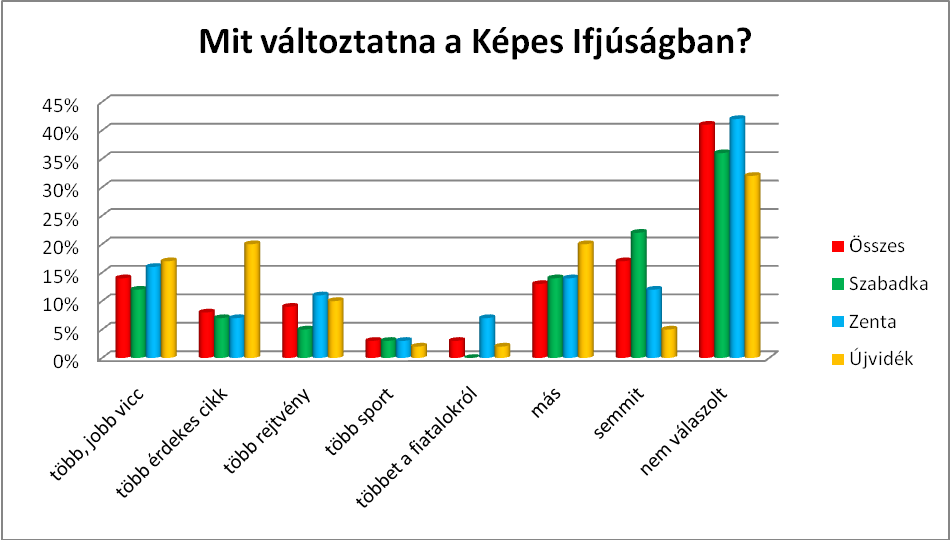 Mit változtatna a Képes Ifjúságban?
45%
40%
35%
30%
25%
20%
15%
10%
5%
0%
több, jobb vicc
több érdekes cikk
több rejtvény
több sport
többet a fiatalokról
más
semmit
nem válaszolt
Összes
Szabadka
Zenta
Újvidék